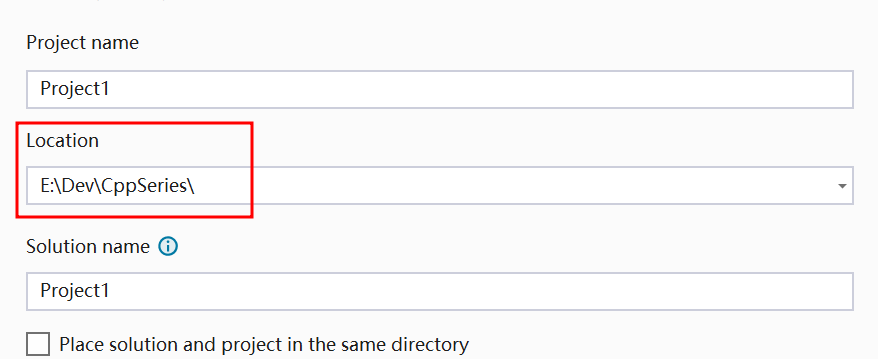 Project name
Project1
Location
E:\Dev\CppSeries\
Solution name
Project1
Place solution and project in the same directory